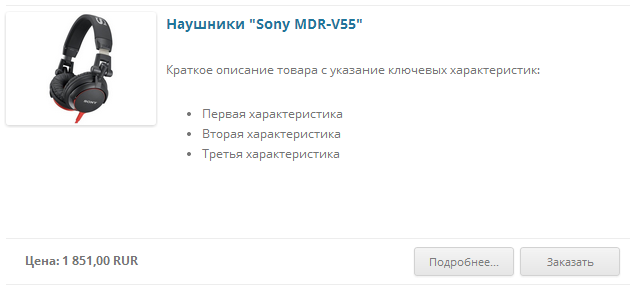 Наушники "Sony MDR-V55"
SONY
Краткое описание товара с указание ключевых характеристик:
Первая характеристика
Вторая характеристика
Третья характеристика
Цена: 1 851,00 RUR
Подробнее...
Заказать